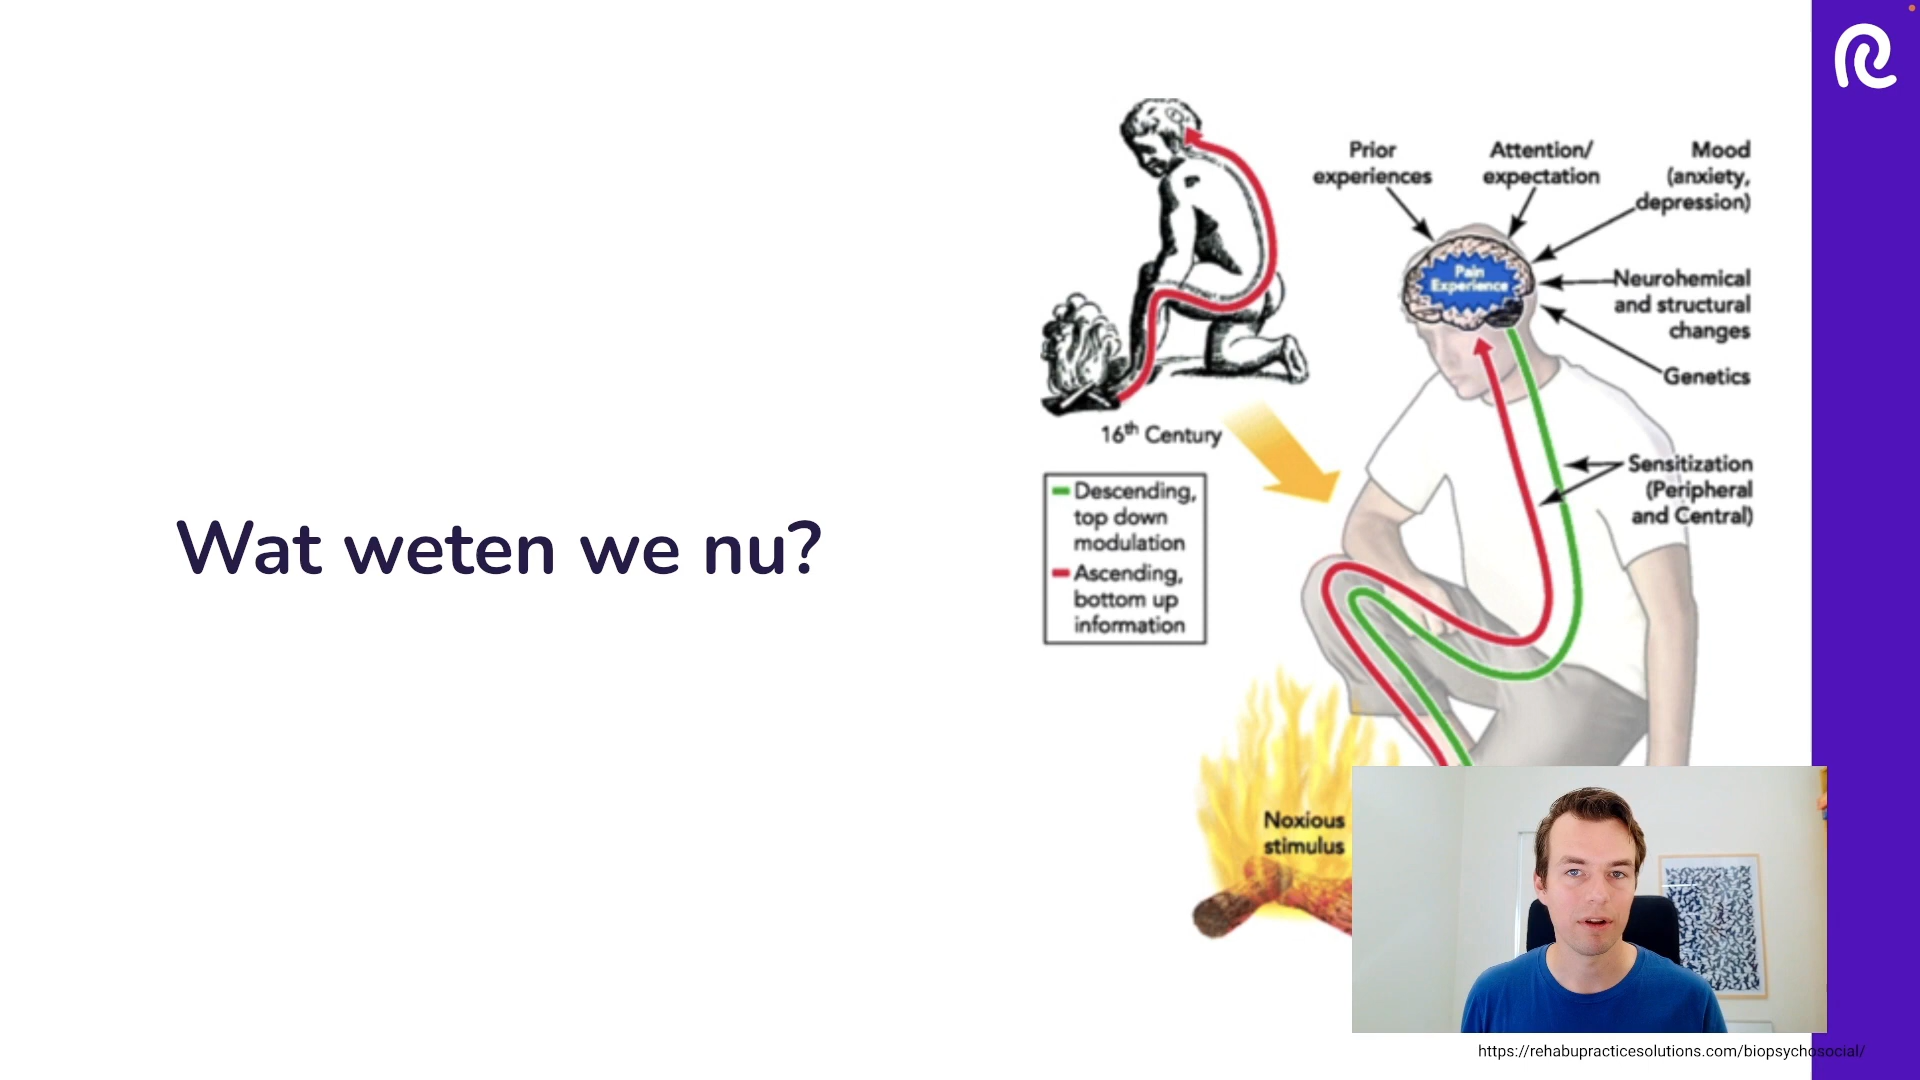 Wat weten we nu?
16th Century
Descending,
top down
modulation
Ascending,
bottom up
information
Prior
experiences
Attention/
expectation
Mood
(anxiety,
depression)
Pain
Experience
Neurohemical
and structural
changes
Genetics
Sensitization
(Peripheral
and Central)
Noxious
stimulus
https://rehabupracticesolutions.com/biopsychosocial/